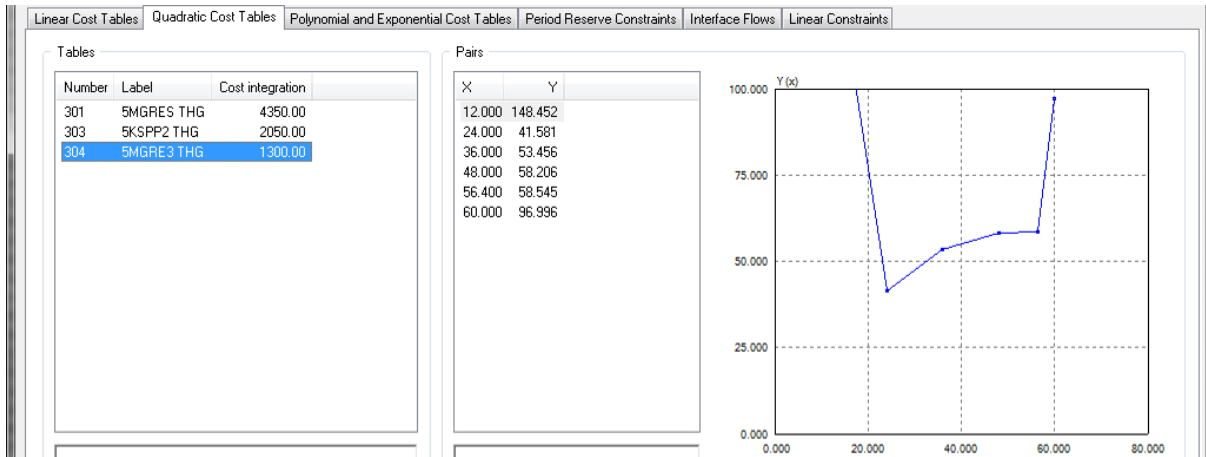 Linear Cost Tables Quadratic Cost Tables Polynomial and Exponential Cost Tables Period Reserve Constraints Interface Flows Linear Constraints
Tables
Number Label Cost integration
301 5MGRES THG 4350.00
303 5KSPP2 THG 2050.00
304 5MGRE3 THG 1300.00
Pairs
X Y
12.000 148.452
24.000 41.581
36.000 53.456
48.000 58.206
56.400 58.545
60.000 96.996
Y (x)
100.000
75.000
50.000
25.000
0.000
0.000 20.000 40.000 60.000 80.000